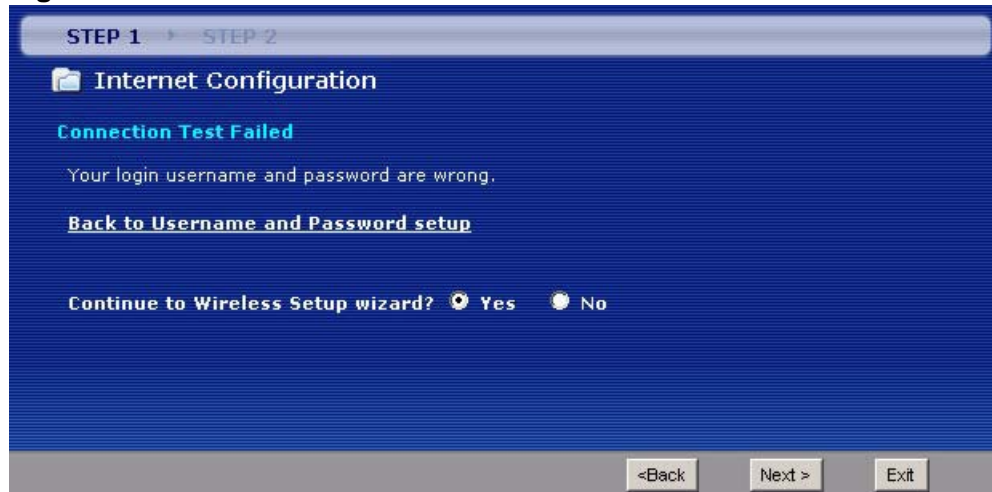 STEP 1 STEP 2
Internet Configuration
Connection Test Failed
Your login username and password are wrong.
Back to Username and Password setup
Continue to Wireless Setup wizard? Yes No
<Back Next > Exit